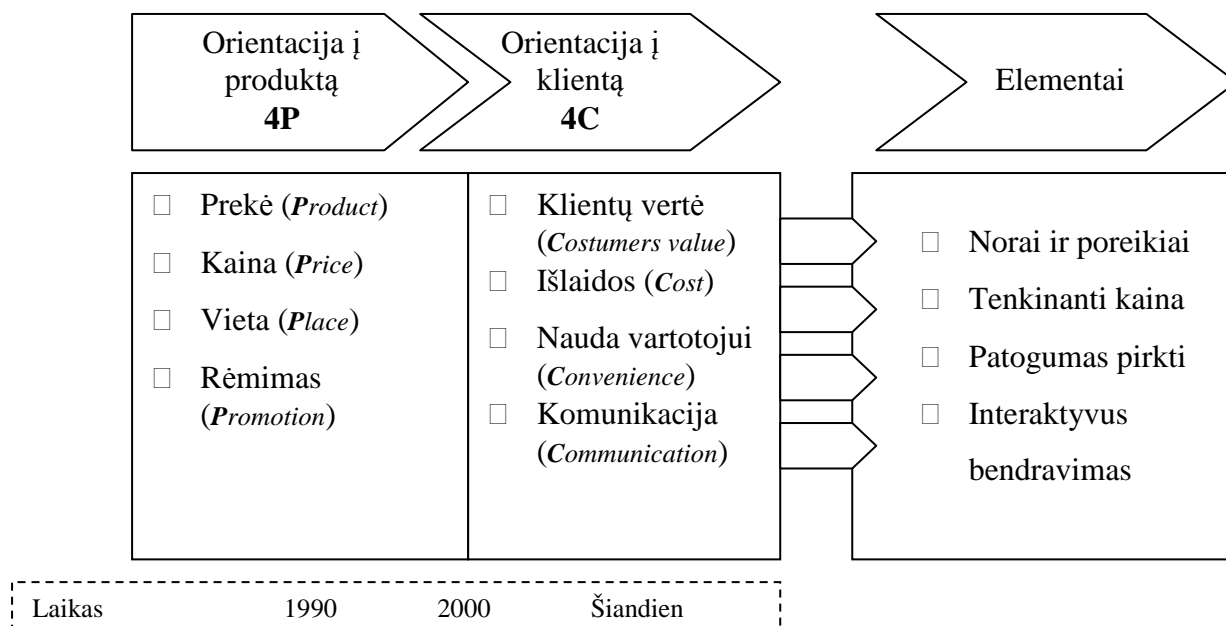 Orientacija į
produktą
4P
Orientacija į
klientą
4C
Elementai
Prekė (Product)
Kaina (Price)
Vieta (Place)
Rėmimas
(Promotion)
Klientų vertė
(Costumers value)
Išlaidos (Cost)
Nauda vartotojui
(Convenience)
Komunikacija
(Communication)
Norai ir poreikiai
Tenkinanti kaina
Patogumas pirkti
Interaktyvus
bendravimas
Laikas 1990 2000 Šiandien